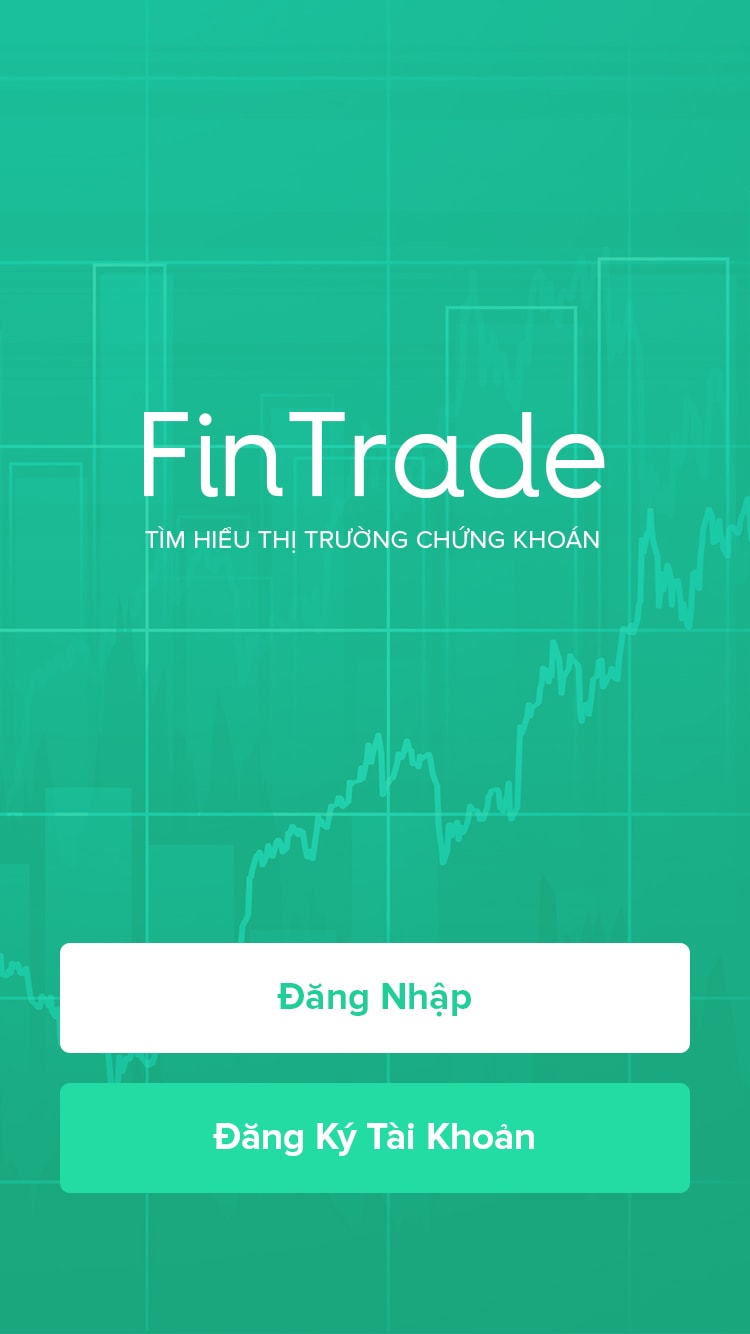 FinTrade
TÌM HIỂU THỊ TRƯỜNG CHỨNG KHOÁN
Đăng Nhập
Đăng Ký Tài Khoản